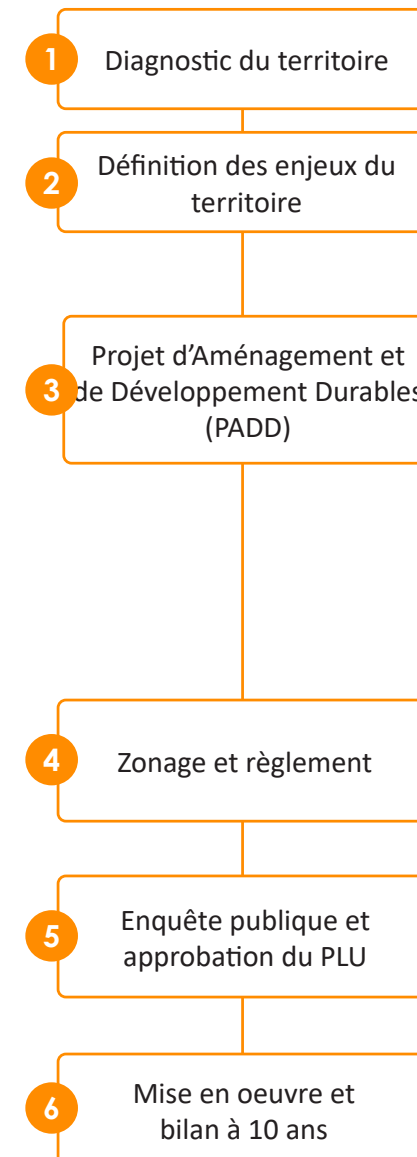 1
Diagnostic du territoire
2
Définition des enjeux du
territoire
3
Projet d’Aménagement et
de Développement Durables
(PADD)
4
Zonage et règlement
5
Enquête publique et
approbation du PLU
6
Mise en oeuvre et
bilan à 10 ans